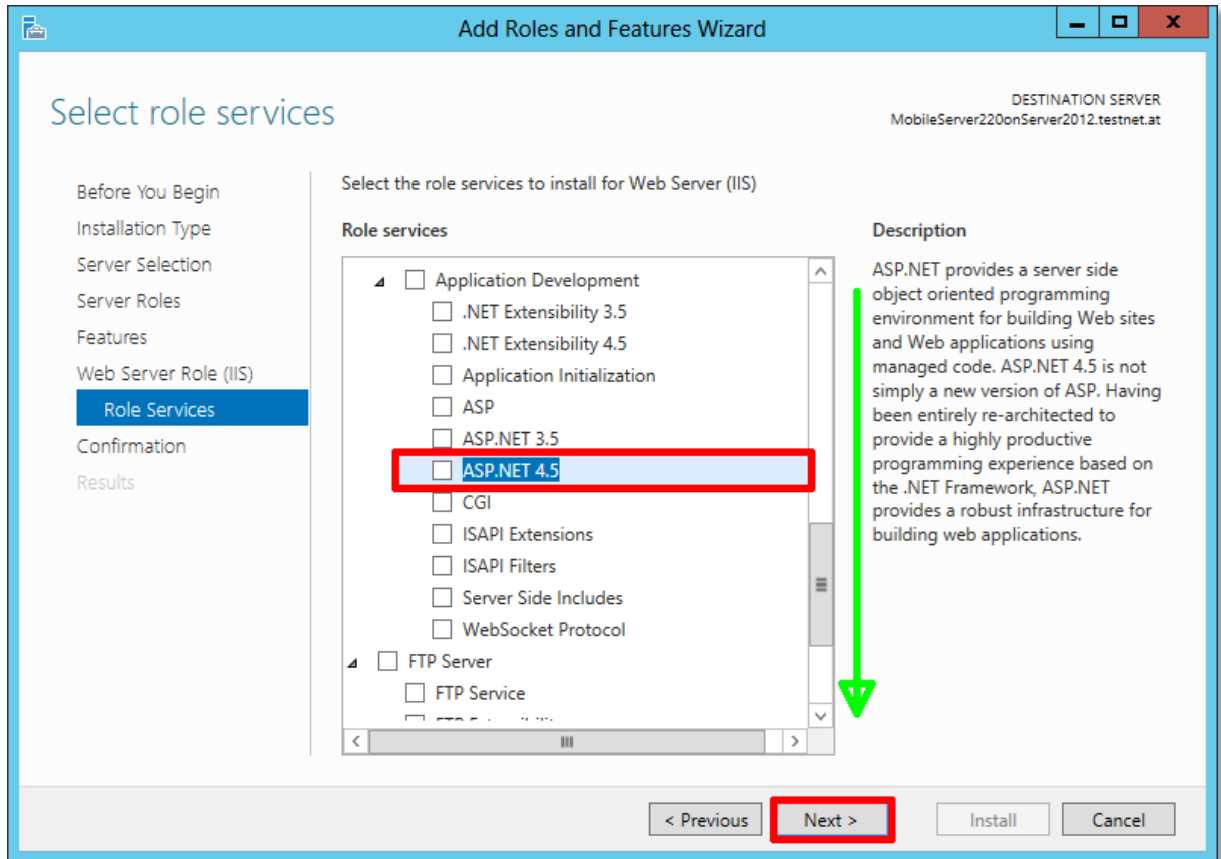 Add Roles and Features Wizard
Select role services
DESTINATION SERVER
MobileServer220onServer2012.testnet.at
Before You Begin
Installation Type
Server Selection
Server Roles
Features
Web Server Role (IIS)
Role Services
Confirmation
Results
Select the role services to install for Web Server (IIS)
Role services
Application Development
.NET Extensibility 3.5
.NET Extensibility 4.5
Application Initialization
ASP
ASP.NET 3.5
ASP.NET 4.5
CGI
ISAPI Extensions
ISAPI Filters
Server Side Includes
WebSocket Protocol
FTP Server
FTP Service
FTP Extensibility
Description
ASP.NET provides a server side
object oriented programming
environment for building Web sites
and Web applications using
managed code. ASP.NET 4.5 is not
simply a new version of ASP. Having
been entirely re-architected to
provide a highly productive
programming experience based on
the .NET Framework, ASP.NET
provides a robust infrastructure for
building web applications.
< Previous
Next >
Install
Cancel